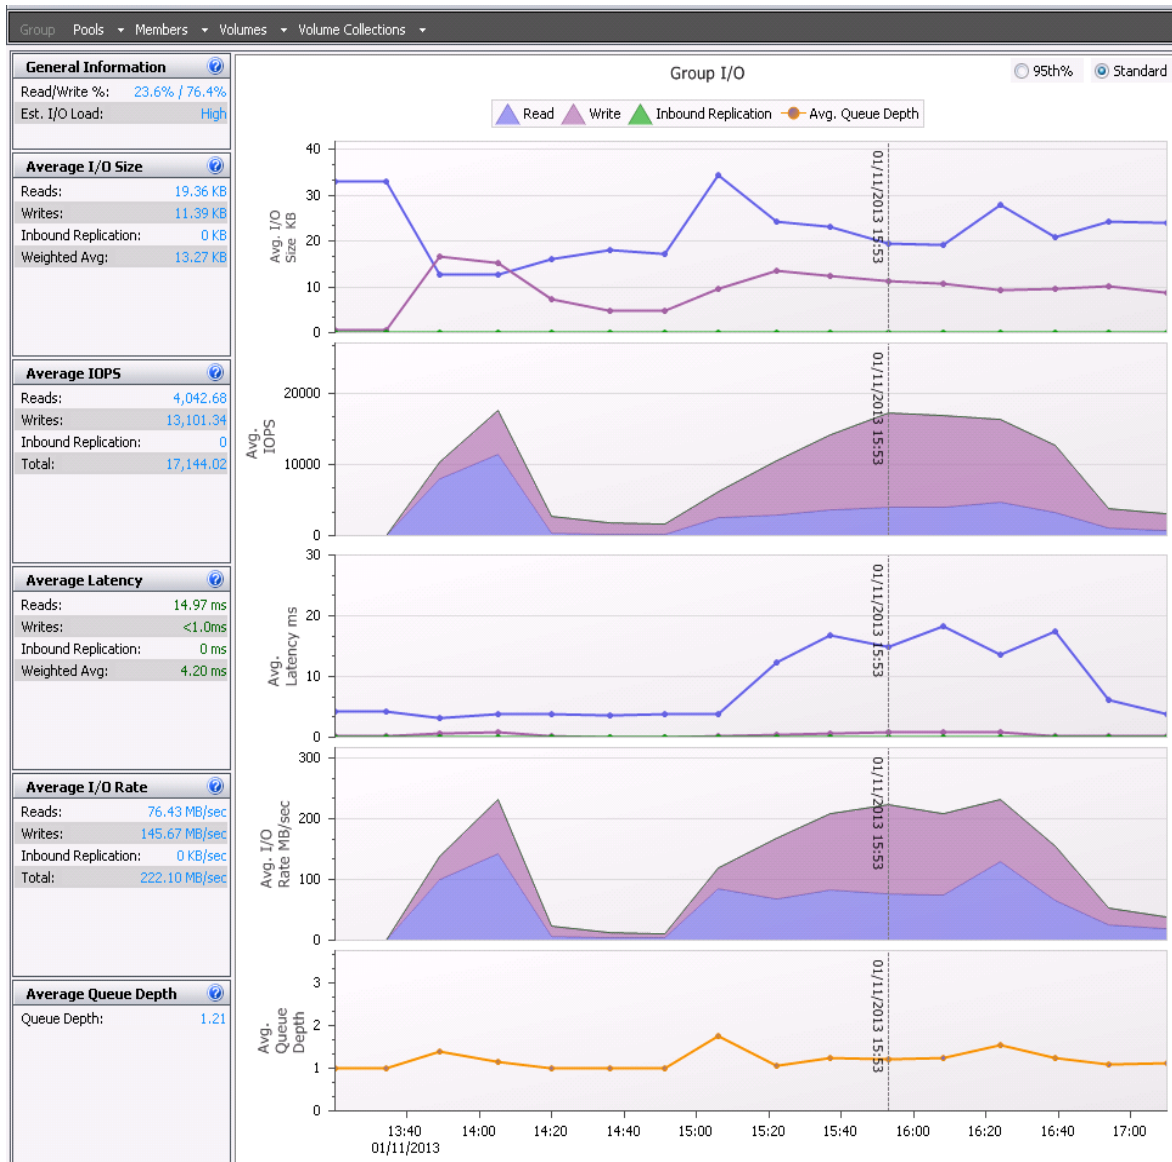 Group Pools Members Volumes Volume Collections
General Information
Read/Write %: 23.6% / 76.4%
Est. I/O Load: High
Average I/O Size
Reads: 19.36 KB
Writes: 11.39 KB
Inbound Replication: 0 KB
Weighted Avg: 13.27 KB
Average IOPS
Reads: 4,042.68
Writes: 13,101.34
Inbound Replication: 0
Total: 17,144.02
Average Latency
Reads: 14.97 ms
Writes: <1.0ms
Inbound Replication: 0 ms
Weighted Avg: 4.20 ms
Average I/O Rate
Reads: 76.43 MB/sec
Writes: 145.67 MB/sec
Inbound Replication: 0 KB/sec
Total: 222.10 MB/sec
Average Queue Depth
Queue Depth: 1.21
Group I/O
95th% Standard
Read Write Inbound Replication Avg. Queue Depth
Avg. I/O
Size KB
40
30
20
10
0
01/11/2013 15:53
Avg.
IOPS
20000
10000
0
01/11/2013 15:53
Avg.
Latency ms
30
20
10
0
01/11/2013 15:53
Avg. I/O
Rate MB/sec
300
200
100
0
01/11/2013 15:53
Avg.
Queue
Depth
3
2
1
0
01/11/2013 15:53
13:40 14:00 14:20 14:40 15:00 15:20 15:40 16:00 16:20 16:40 17:00
01/11/2013